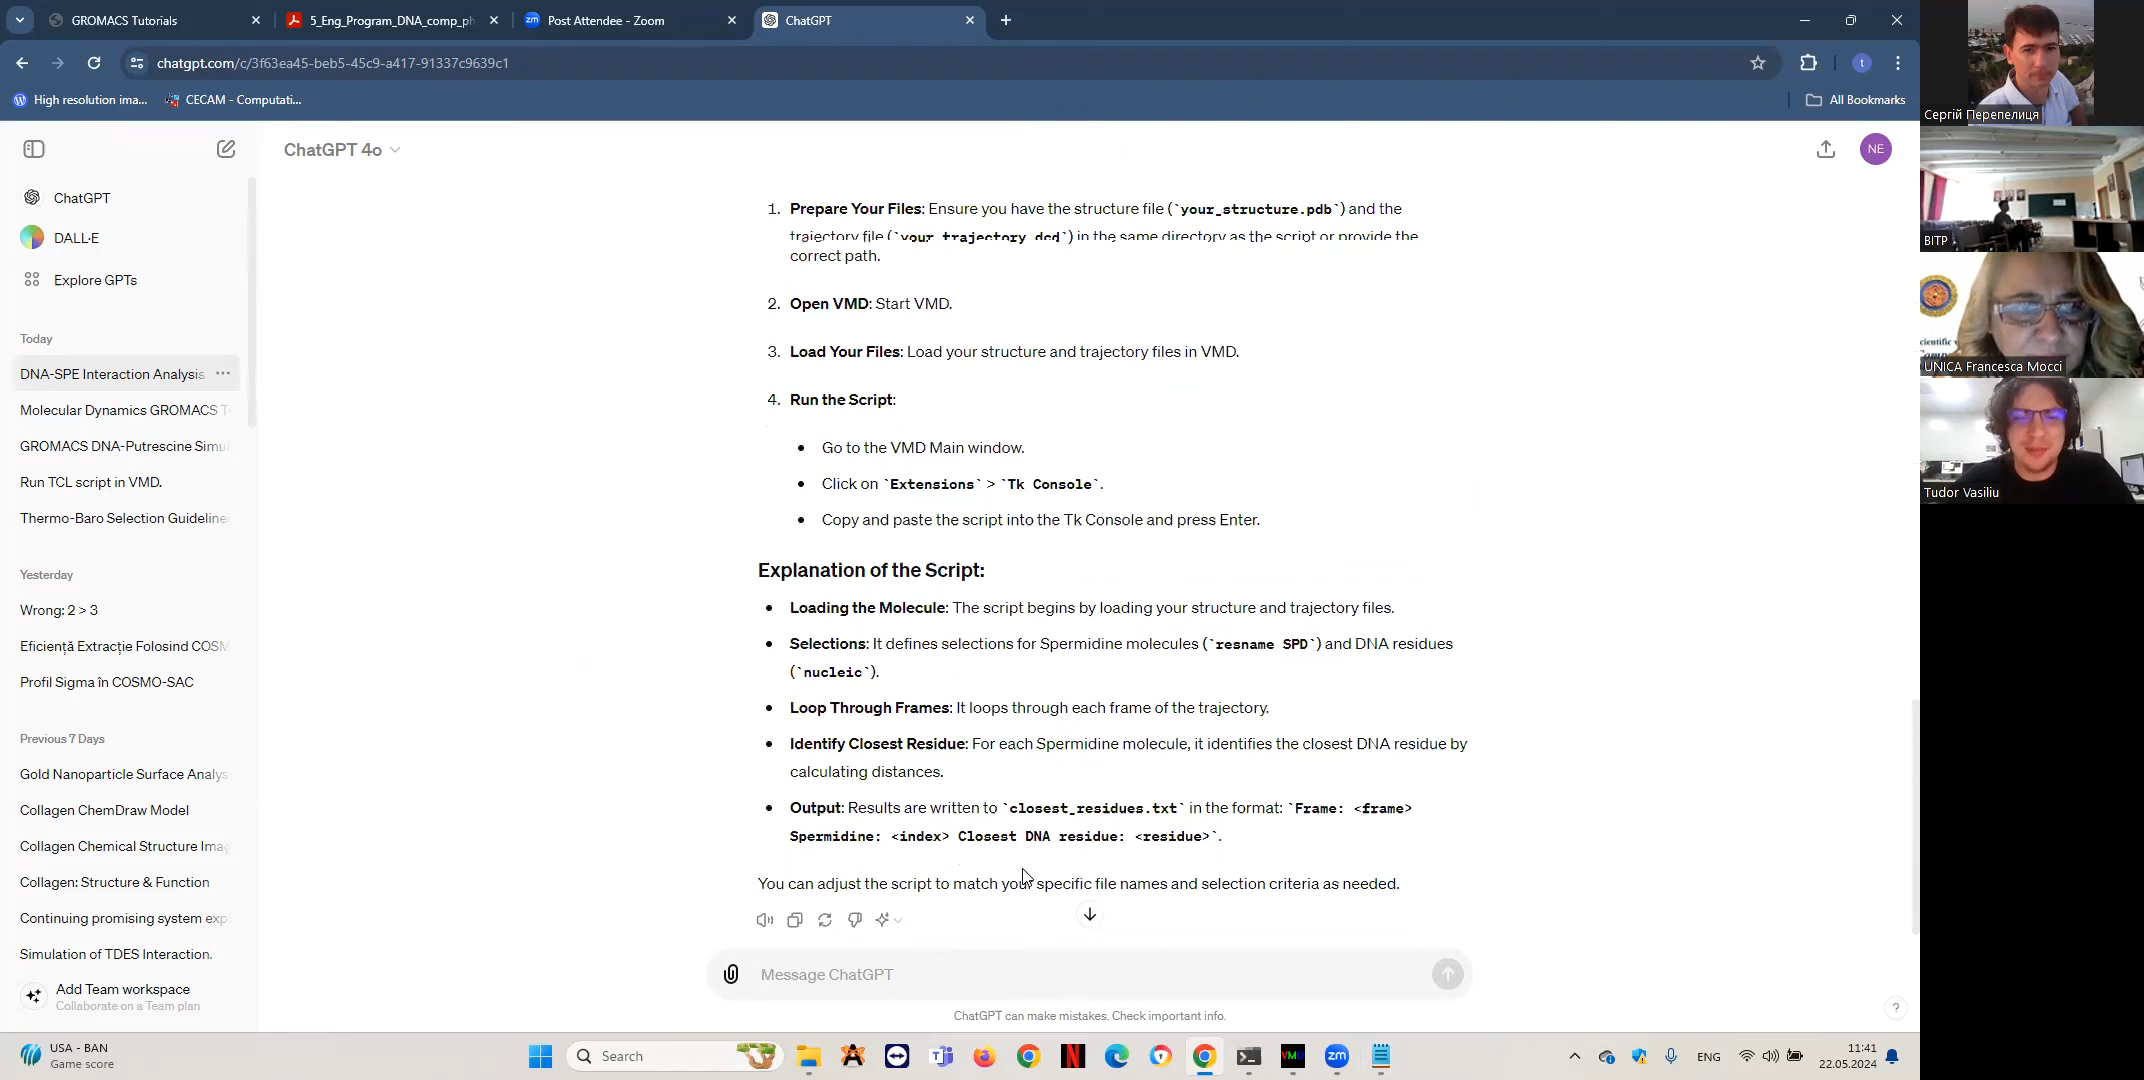 GROMACS Tutorials
5_Eng_Program_DNA_comp_ph
zm Post Attendee - Zoom
ChatGPT
chatgpt.com/c/3f63ea45-beb5-45c9-a417-91337c9639c1
t
High resolution ima...
CECAM - Computati...
All Bookmarks
ChatGPT 4o
NE
ChatGPT
DALL·E
Explore GPTs
Today
DNA-SPE Interaction Analysis
Molecular Dynamics GROMACS T
GROMACS DNA-Putrescine Simul
Run TCL script in VMD.
Thermo-Baro Selection Guideline
Yesterday
Wrong: 2 > 3
Eficiență Extracție Folosind COSM
Profil Sigma în COSMO-SAC
Previous 7 Days
Gold Nanoparticle Surface Analys
Collagen ChemDraw Model
Collagen Chemical Structure Imag
Collagen: Structure & Function
Continuing promising system exp
Simulation of TDES Interaction.
Add Team workspace
Collaborate on a Team plan
1. Prepare Your Files: Ensure you have the structure file (`your_structure.pdb`) and the
trajectory file (`your_trajectory.dcd`) in the same directory as the script or provide the
correct path.
2. Open VMD: Start VMD.
3. Load Your Files: Load your structure and trajectory files in VMD.
4. Run the Script:
• Go to the VMD Main window.
• Click on `Extensions` > `Tk Console`.
• Copy and paste the script into the Tk Console and press Enter.
Explanation of the Script:
• Loading the Molecule: The script begins by loading your structure and trajectory files.
• Selections: It defines selections for Spermidine molecules (`resname SPD`) and DNA residues
(`nucleic`).
• Loop Through Frames: It loops through each frame of the trajectory.
• Identify Closest Residue: For each Spermidine molecule, it identifies the closest DNA residue by
calculating distances.
• Output: Results are written to `closest_residues.txt` in the format: `Frame: <frame>
Spermidine: <index> Closest DNA residue: <residue>`.
You can adjust the script to match your specific file names and selection criteria as needed.
Message ChatGPT
ChatGPT can make mistakes. Check important info.
?
Сергій Перепелиця
BITP
UNICA Francesca Mocci
Tudor Vasiliu
USA - BAN
Game score
Search
VMD
zm
ENG
11:41
22.05.2024